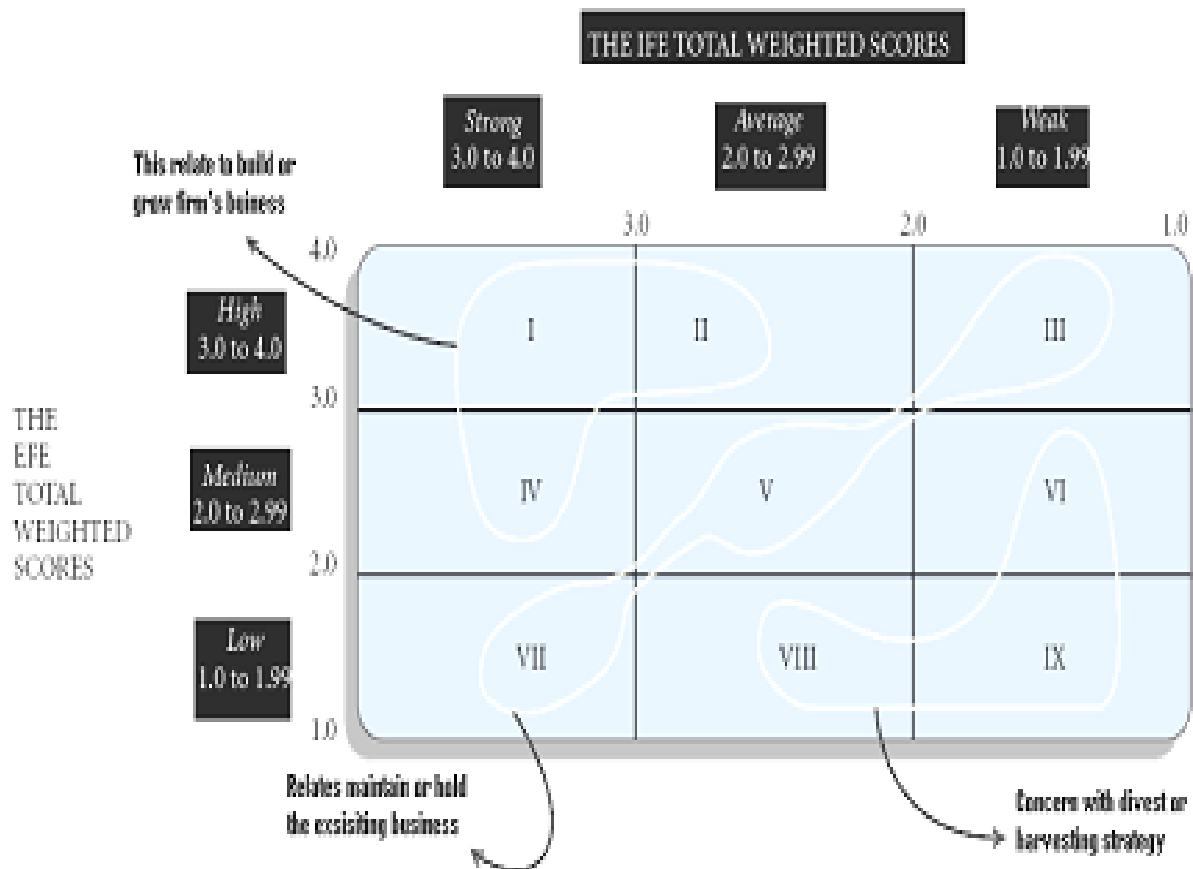 THE IFE TOTAL WEIGHTED SCORES
Strong
3.0 to 4.0
Average
2.0 to 2.99
Weak
1.0 to 1.99
This relate to build or
grow firm's buiness
3.0
2.0
1.0
4.0
High
3.0 to 4.0
I
II
III
3.0
THE
EFE
TOTAL
WEIGHTED
SCORES
Medium
2.0 to 2.99
IV
V
VI
2.0
Low
1.0 to 1.99
VII
VIII
IX
1.0
Relates maintain or hold
the exsisiting business
Concern with divest or
harvesting strategy